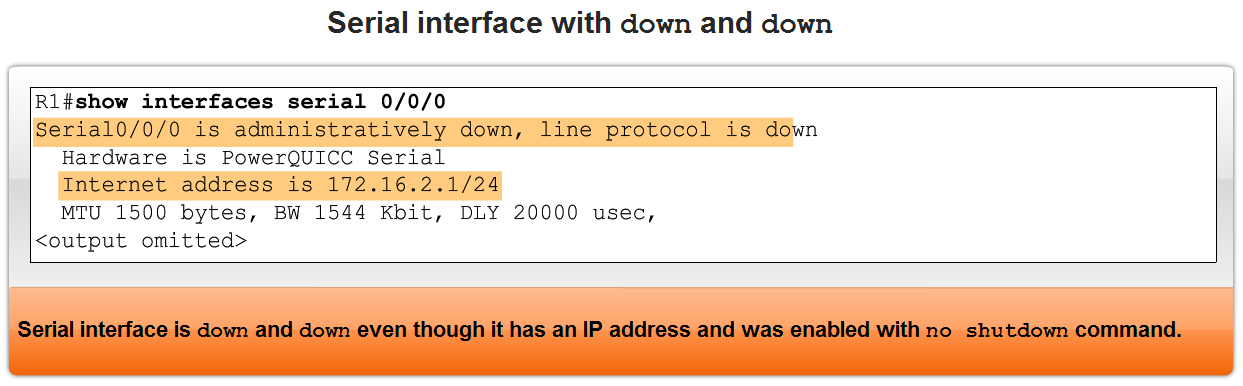 Serial interface with down and down
R1#show interfaces serial 0/0/0
Serial0/0/0 is administratively down, line protocol is down
Hardware is PowerQUICC Serial
Internet address is 172.16.2.1/24
MTU 1500 bytes, BW 1544 Kbit, DLY 20000 usec,
<output omitted>
Serial interface is down and down even though it has an IP address and was enabled with no shutdown command.